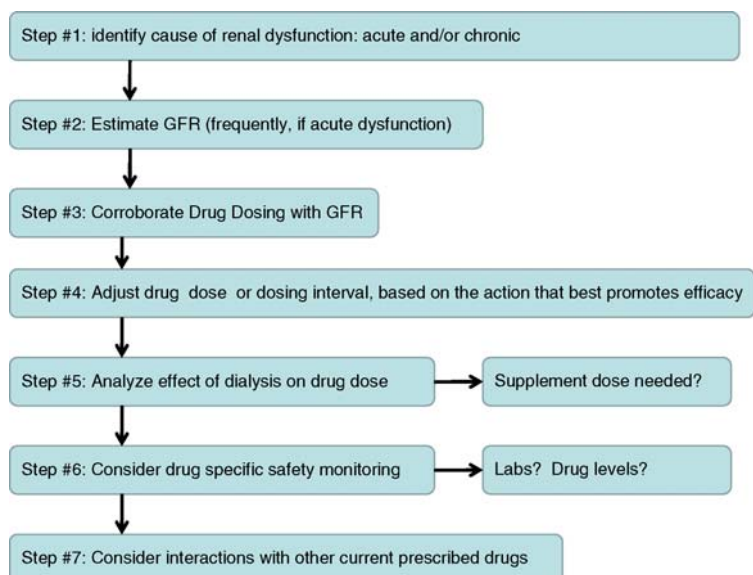 Step #1: identify cause of renal dysfunction: acute and/or chronic
Step #2: Estimate GFR (frequently, if acute dysfunction)
Step #3: Corroborate Drug Dosing with GFR
Step #4: Adjust drug dose or dosing interval, based on the action that best promotes efficacy
Step #5: Analyze effect of dialysis on drug dose
Supplement dose needed?
Step #6: Consider drug specific safety monitoring
Labs? Drug levels?
Step #7: Consider interactions with other current prescribed drugs